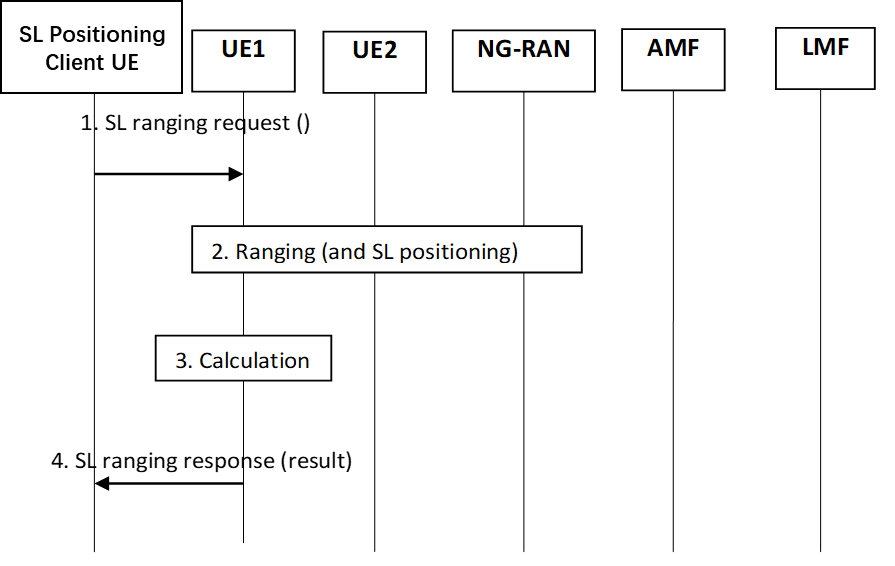 SL Positioning
Client UE
UE1
UE2
NG-RAN
AMF
LMF
1. SL ranging request ()
2. Ranging (and SL positioning)
3. Calculation
4. SL ranging response (result)